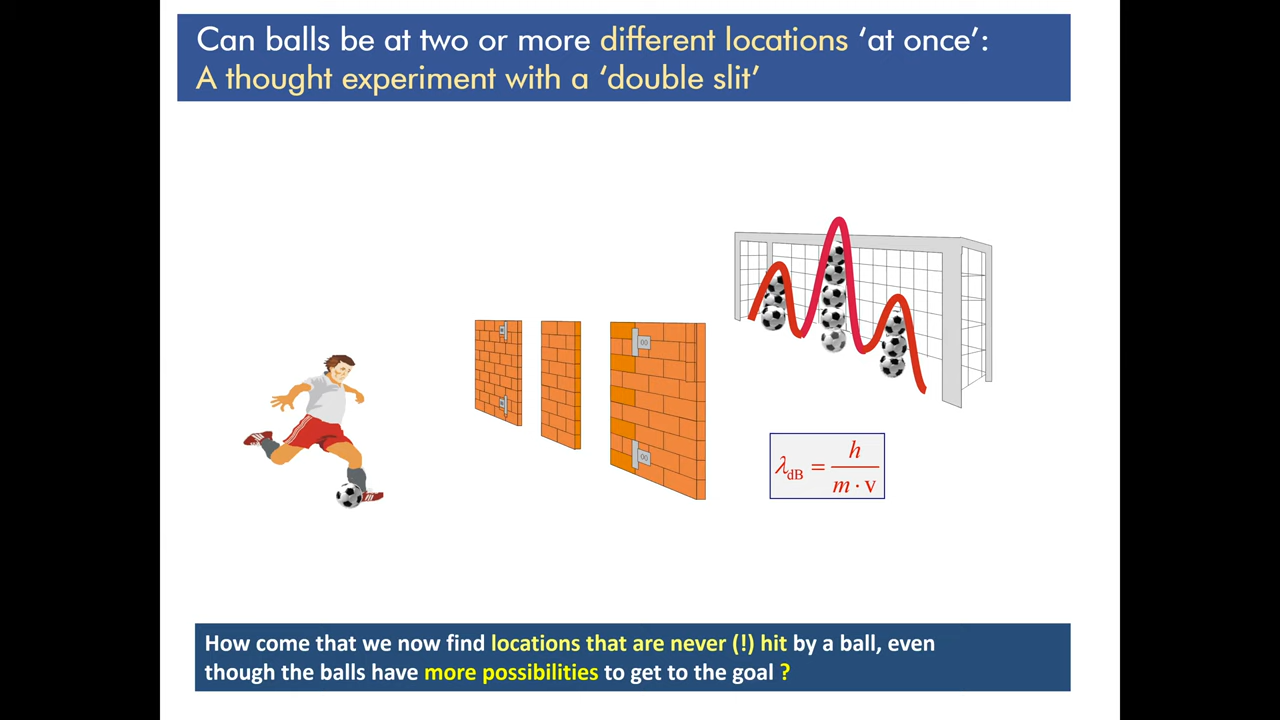 Can balls be at two or more different locations ‘at once’:
A thought experiment with a ‘double slit’
λdB = h / m · v
How come that we now find locations that are never (!) hit by a ball, even
though the balls have more possibilities to get to the goal ?